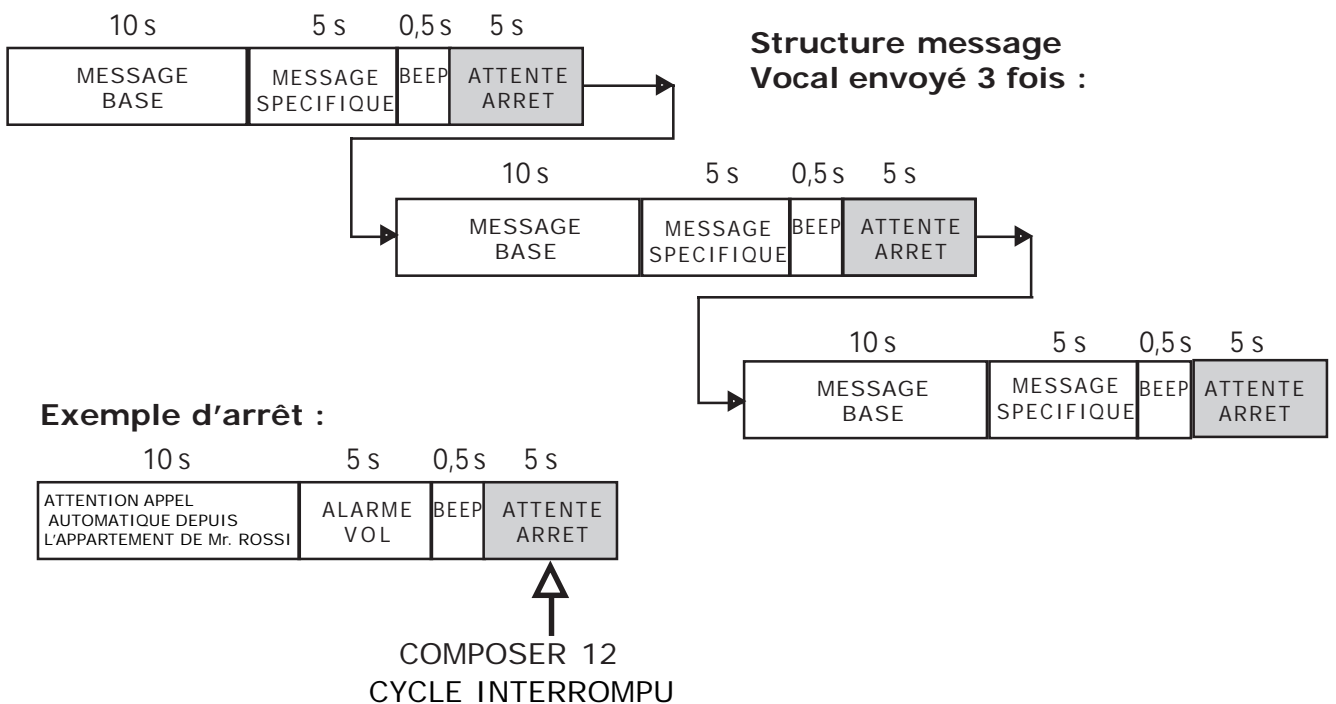 10 s 5 s 0,5 s 5 s
Structure message
Vocal envoyé 3 fois :
MESSAGE BASE
MESSAGE SPECIFIQUE
BEEP
ATTENTE ARRET
10 s 5 s 0,5 s 5 s
MESSAGE BASE
MESSAGE SPECIFIQUE
BEEP
ATTENTE ARRET
10 s 5 s 0,5 s 5 s
MESSAGE BASE
MESSAGE SPECIFIQUE
BEEP
ATTENTE ARRET
Exemple d'arrêt :
10 s 5 s 0,5 s 5 s
ATTENTION APPEL
AUTOMATIQUE DEPUIS
L'APPARTEMENT DE Mr. ROSSI
ALARME VOL
BEEP
ATTENTE ARRET
COMPOSER 12
CYCLE INTERROMPU